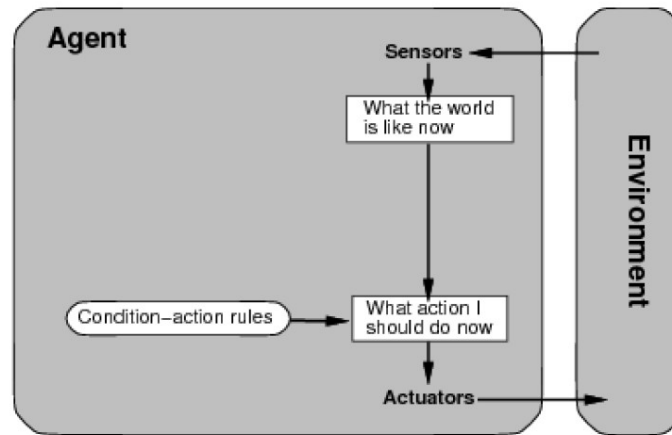 Agent
Sensors
What the world
is like now
Environment
Condition-action rules
What action I
should do now
Actuators